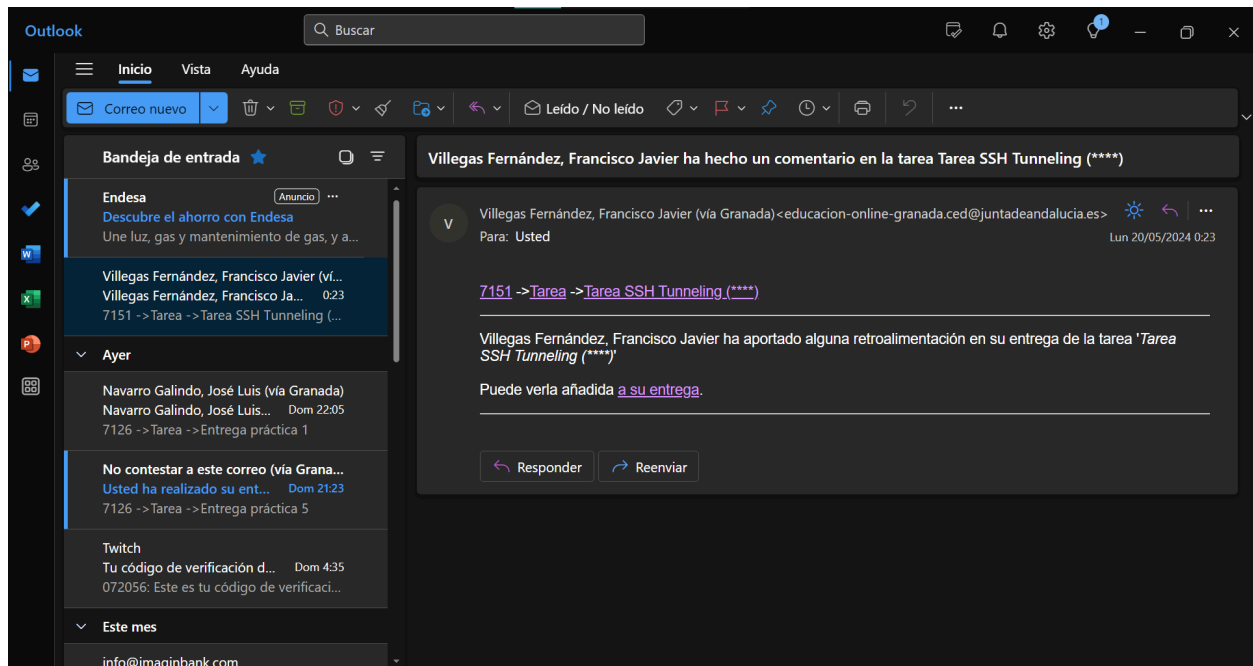 Outlook
Buscar
1
Inicio Vista Ayuda
Correo nuevo
Leído / No leído
Bandeja de entrada
Endesa
Anuncio
Descubre el ahorro con Endesa
Une luz, gas y mantenimiento de gas, y a...
Villegas Fernández, Francisco Javier (ví...
Villegas Fernández, Francisco Ja... 0:23
7151 ->Tarea ->Tarea SSH Tunneling (...
Ayer
Navarro Galindo, José Luis (vía Granada)
Navarro Galindo, José Luis... Dom 22:05
7126 ->Tarea ->Entrega práctica 1
No contestar a este correo (vía Grana...
Usted ha realizado su ent... Dom 21:23
7126 ->Tarea ->Entrega práctica 5
Twitch
Tu código de verificación d... Dom 4:35
072056: Este es tu código de verificaci...
Este mes
info@imaginbank.com
Villegas Fernández, Francisco Javier ha hecho un comentario en la tarea Tarea SSH Tunneling (****)
V
Villegas Fernández, Francisco Javier (vía Granada)<educacion-online-granada.ced@juntadeandalucia.es>
Para: Usted
Lun 20/05/2024 0:23
7151 ->Tarea ->Tarea SSH Tunneling (****)
Villegas Fernández, Francisco Javier ha aportado alguna retroalimentación en su entrega de la tarea 'Tarea
SSH Tunneling (****)'
Puede verla añadida a su entrega.
Responder
Reenviar